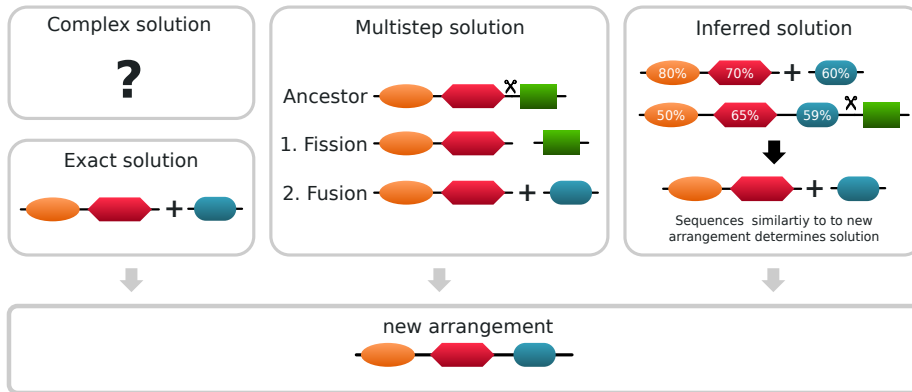 Complex solution
?
Exact solution
+
Multistep solution
Ancestor
1. Fission
2. Fusion +
Inferred solution
80% 70% + 60%
50% 65% 59%
+
Sequences similartiy to to new
arrangement determines solution
new arrangement